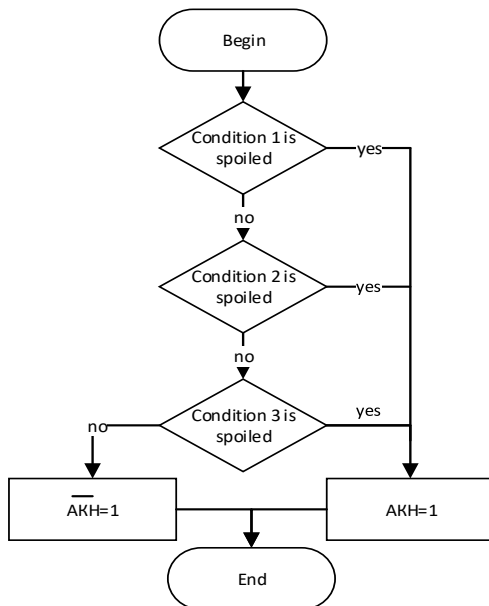 Begin
Condition 1 is
spoiled
yes
no
Condition 2 is
spoiled
yes
no
Condition 3 is
spoiled
yes
no
A̅K̅H=1
AKH=1
End